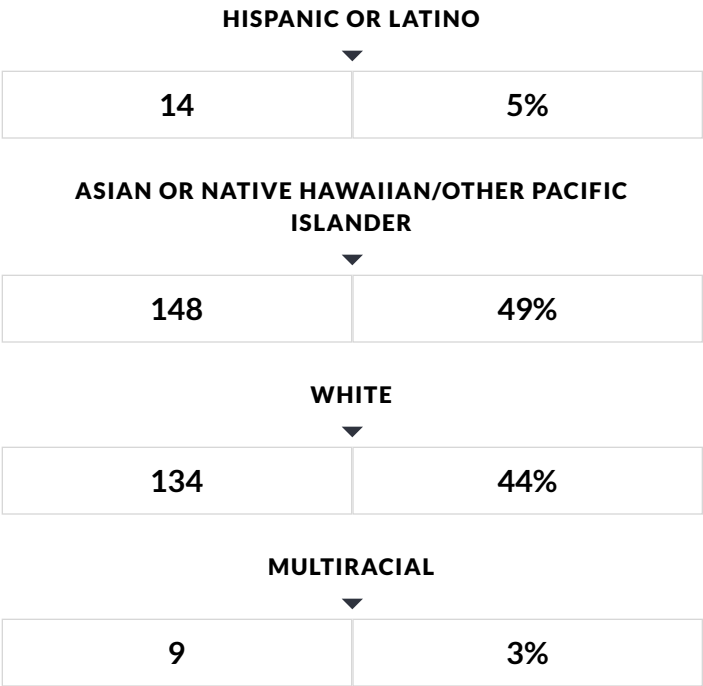 HISPANIC OR LATINO
14 5%
ASIAN OR NATIVE HAWAIIAN/OTHER PACIFIC
ISLANDER
148 49%
WHITE
134 44%
MULTIRACIAL
9 3%